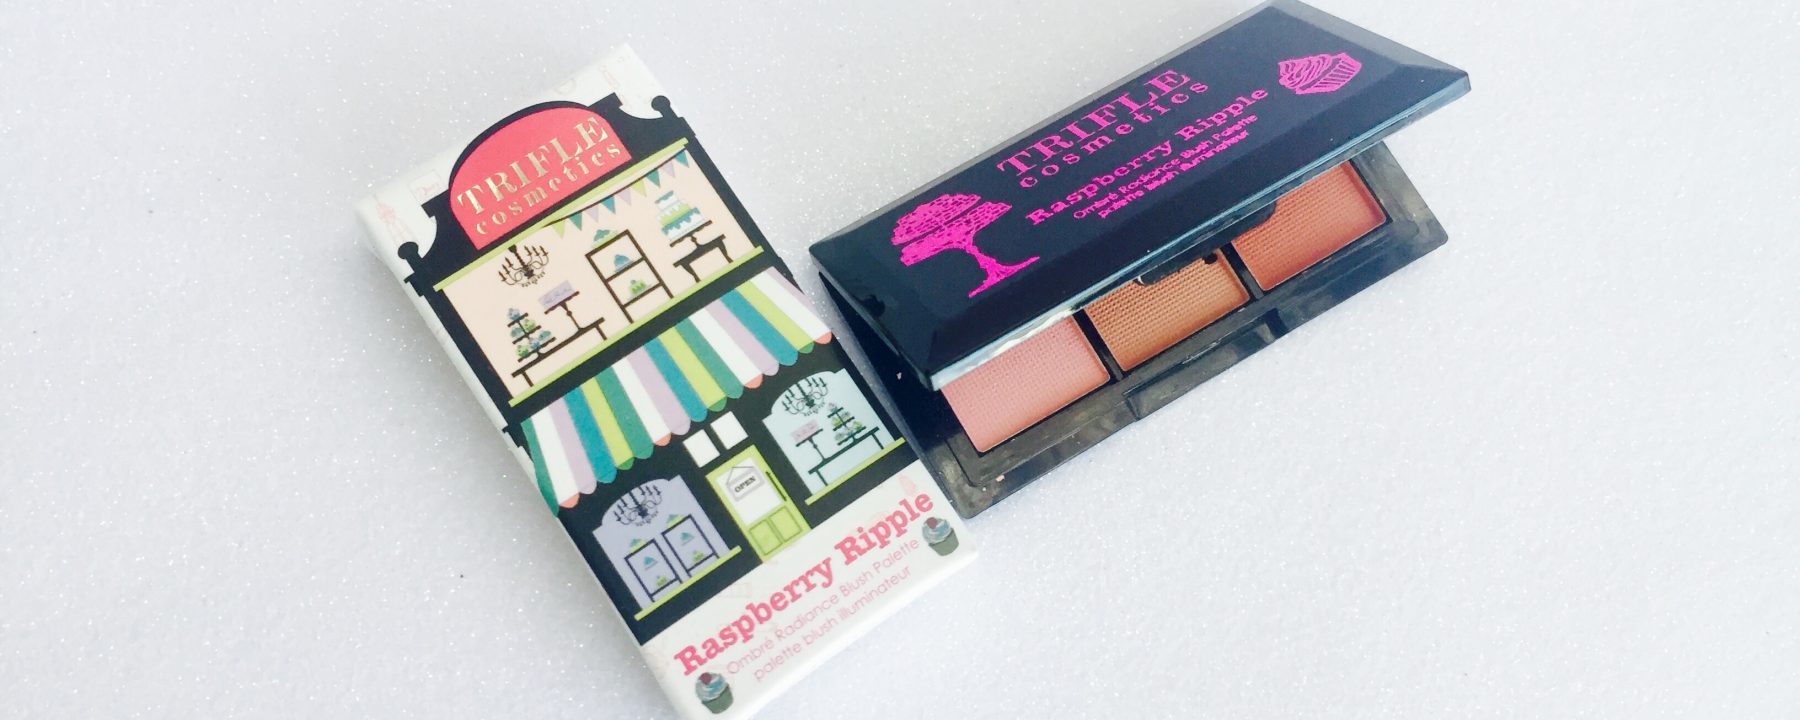 TRIFLE
cosmetics
OPEN
Raspberry Ripple
Ombré Radiance Blush Palette
palette blush illuminateur
TRIFLE
cosmetics
Raspberry Ripple
Ombré Radiance Blush Palette
palette blush illuminateur